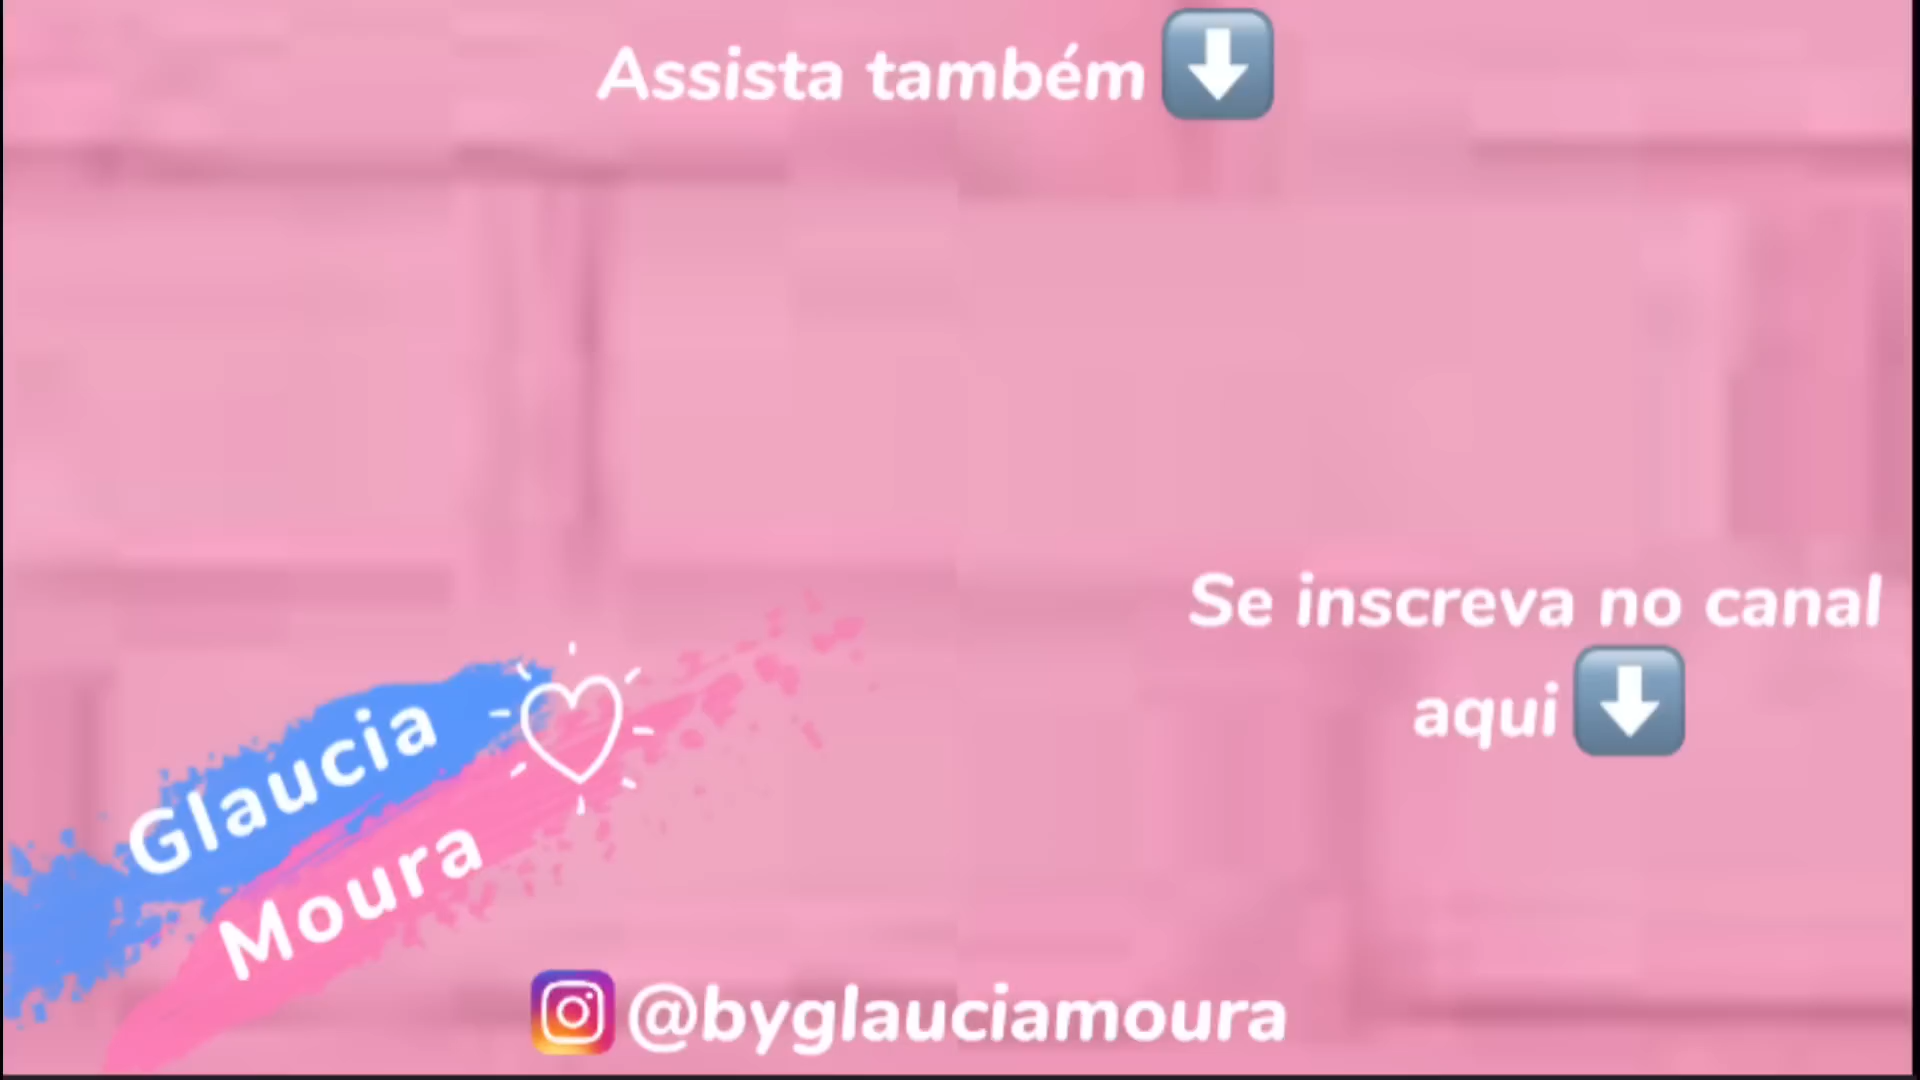 Assista também ⬇️
Se inscreva no canal
aqui ⬇️
Glaucia
Moura
@byglauciamoura